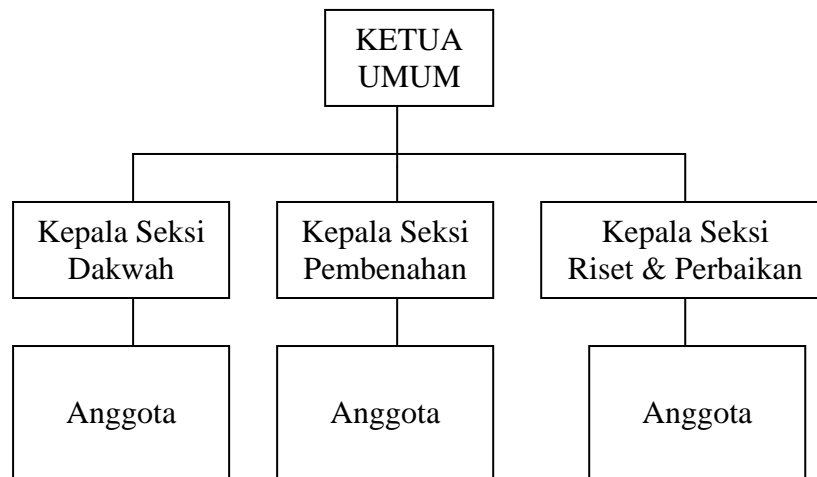 KETUA
UMUM
Kepala Seksi
Dakwah
Kepala Seksi
Pembenahan
Kepala Seksi
Riset & Perbaikan
Anggota
Anggota
Anggota